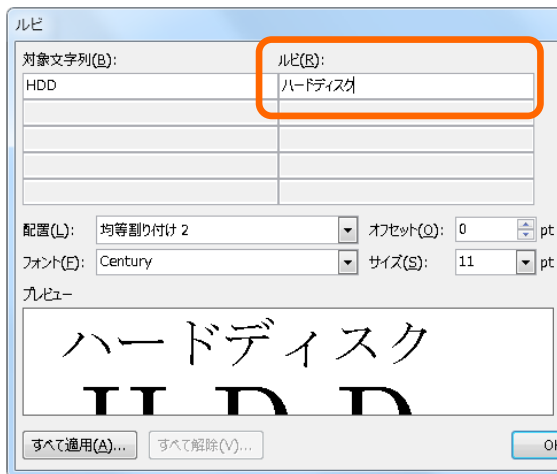 ルビ
対象文字列(B): ルビ(R):
HDD ハードディスク
配置(L): 均等割り付け 2 オフセット(O): 0 pt
フォント(F): Century サイズ(S): 11 pt
プレビュー
ハードディスク
HDD
すべて適用(A)... すべて解除(V)... OK